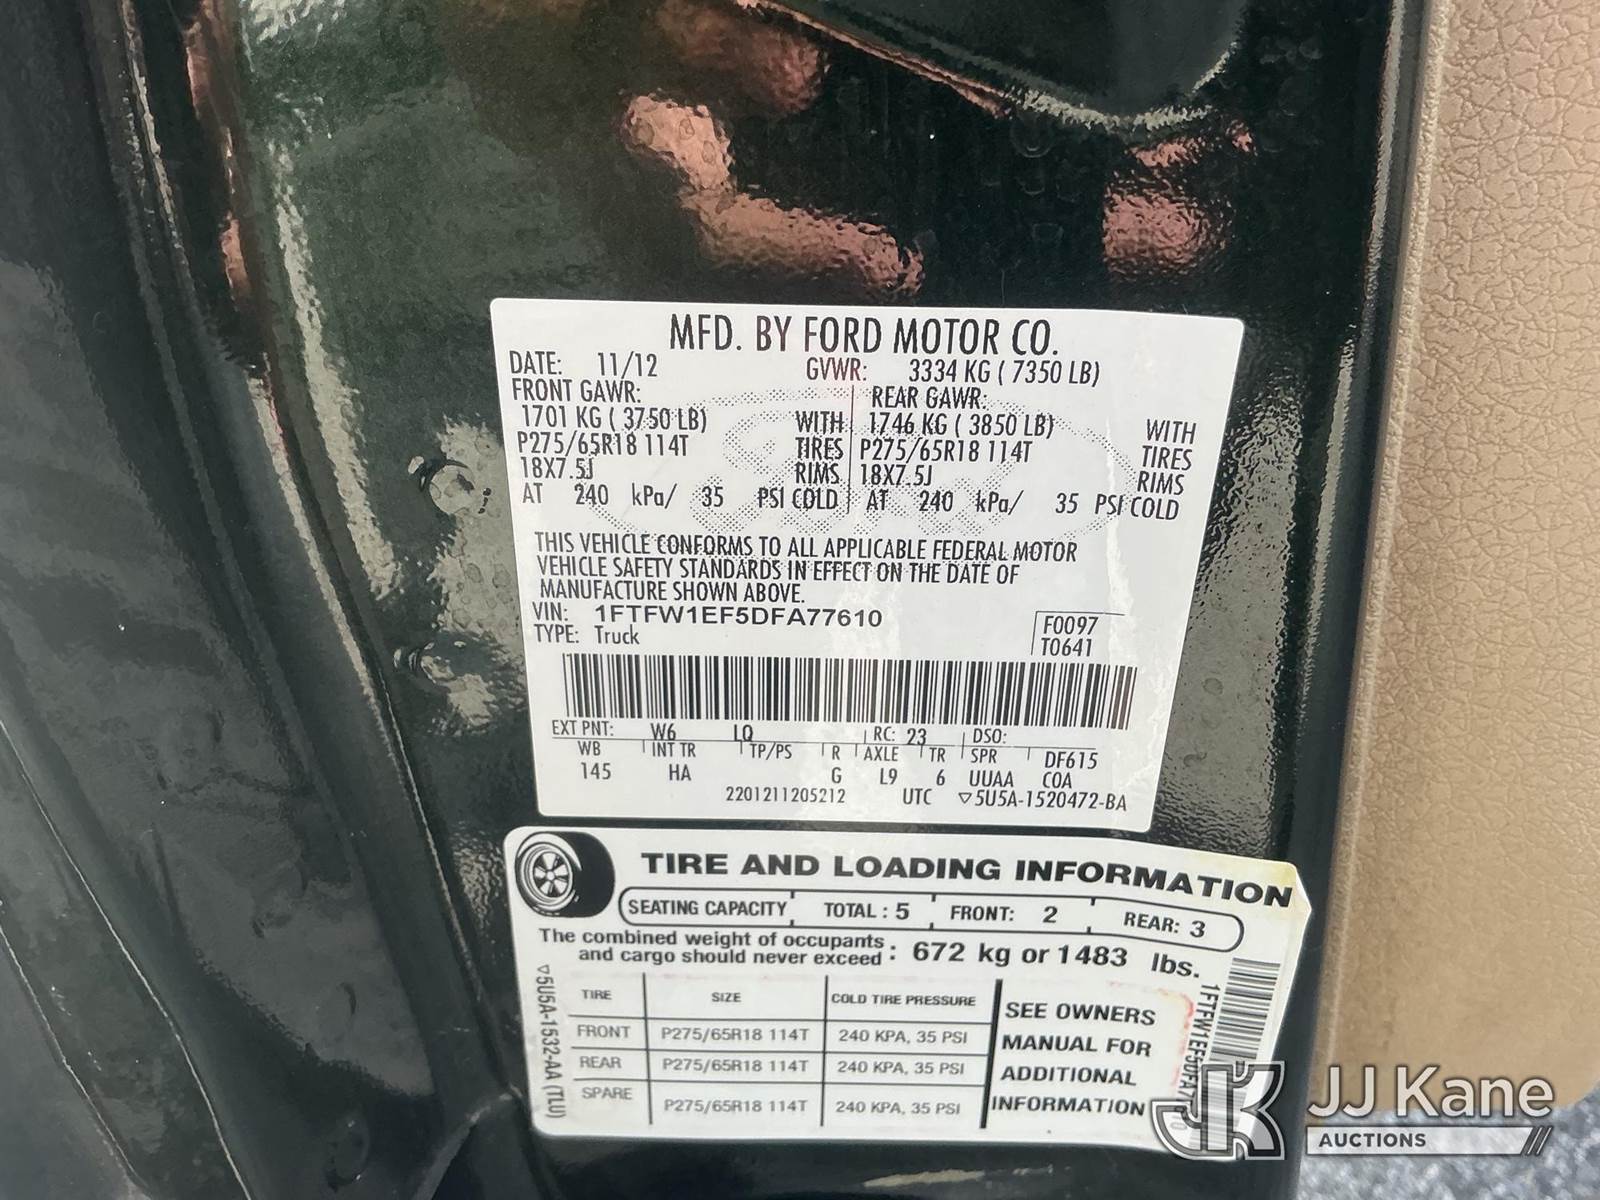 MFD. BY FORD MOTOR CO.
DATE: 11/12 GVWR: 3334 KG ( 7350 LB)
FRONT GAWR: REAR GAWR:
1701 KG ( 3750 LB) WITH 1746 KG ( 3850 LB) WITH
P275/65R18 114T TIRES P275/65R18 114T TIRES
18X7.5J RIMS 18X7.5J RIMS
AT 240 kPa/ 35 PSI COLD AT 240 kPa/ 35 PSI COLD
THIS VEHICLE CONFORMS TO ALL APPLICABLE FEDERAL MOTOR
VEHICLE SAFETY STANDARDS IN EFFECT ON THE DATE OF
MANUFACTURE SHOWN ABOVE.
VIN: 1FTFW1EF5DFA77610
TYPE: Truck
F0097
T0641
EXT PNT: W6 LQ RC: 23 DSO:
WB INT TR TP/PS R AXLE TR SPR DF615
145 HA G L9 6 UUAA COA
2201211205212 UTC ▽5U5A-1520472-BA
TIRE AND LOADING INFORMATION
SEATING CAPACITY TOTAL : 5 FRONT: 2 REAR: 3
The combined weight of occupants
and cargo should never exceed : 672 kg or 1483 lbs.
TIRE SIZE COLD TIRE PRESSURE
FRONT P275/65R18 114T 240 KPA, 35 PSI
REAR P275/65R18 114T 240 KPA, 35 PSI
SPARE P275/65R18 114T 240 KPA, 35 PSI
SEE OWNERS
MANUAL FOR
ADDITIONAL
INFORMATION
▽5U5A-1532-AA (TLU)
1FTFW1EF5DFA77610
JK
JJ Kane
AUCTIONS